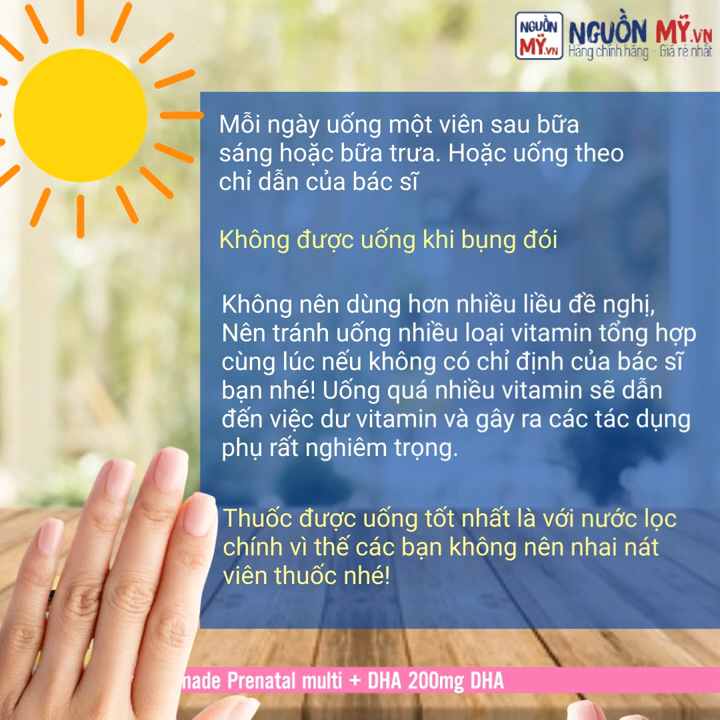 NGUỒN
MỸ.VN
NGUỒN MỸ.VN
Hàng chính hãng - Giá rẻ nhất
Mỗi ngày uống một viên sau bữa
sáng hoặc bữa trưa. Hoặc uống theo
chỉ dẫn của bác sĩ
Không được uống khi bụng đói
Không nên dùng hơn nhiều liều đề nghị,
Nên tránh uống nhiều loại vitamin tổng hợp
cùng lúc nếu không có chỉ định của bác sĩ
bạn nhé! Uống quá nhiều vitamin sẽ dẫn
đến việc dư vitamin và gây ra các tác dụng
phụ rất nghiêm trọng.
Thuốc được uống tốt nhất là với nước lọc
chính vì thế các bạn không nên nhai nát
viên thuốc nhé!
made Prenatal multi + DHA 200mg DHA